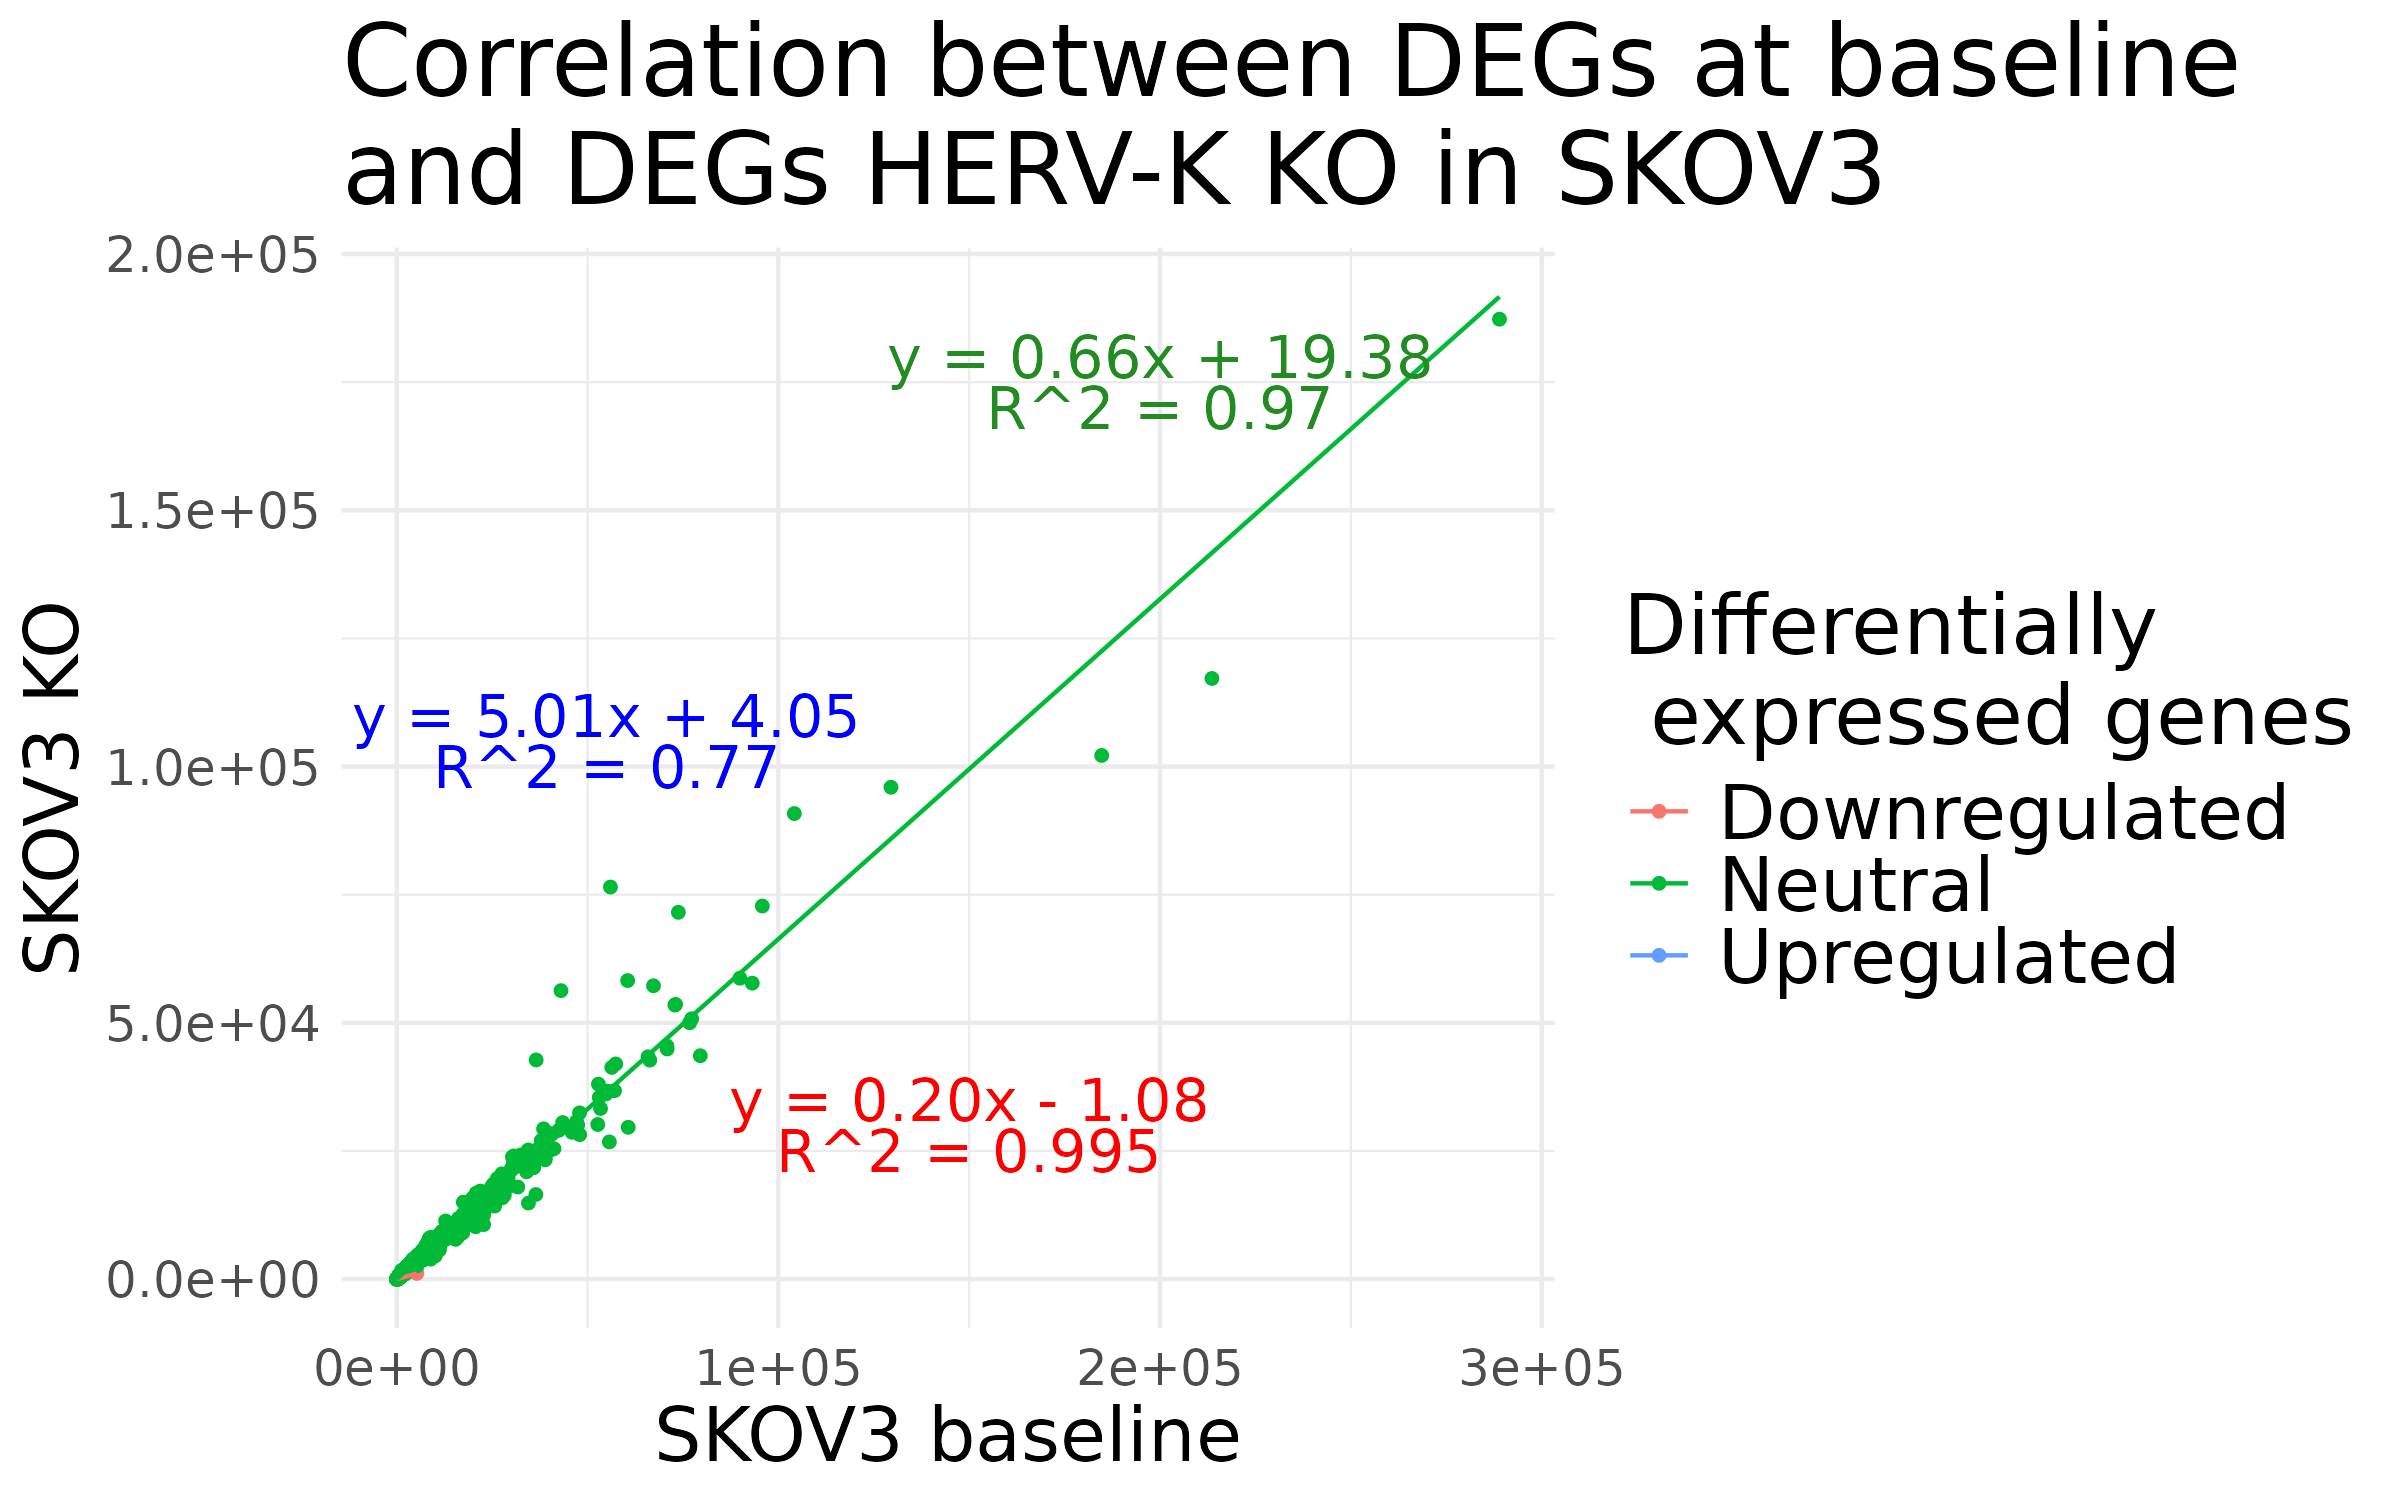 Correlation between DEGs at baseline
and DEGs HERV-K KO in SKOV3
2.0e+05
1.5e+05
1.0e+05
5.0e+04
0.0e+00
SKOV3 KO
y = 0.66x + 19.38
R^2 = 0.97
y = 5.01x + 4.05
R^2 = 0.77
y = 0.20x - 1.08
R^2 = 0.995
0e+00
1e+05
2e+05
3e+05
SKOV3 baseline
Differentially
expressed genes
Downregulated
Neutral
Upregulated